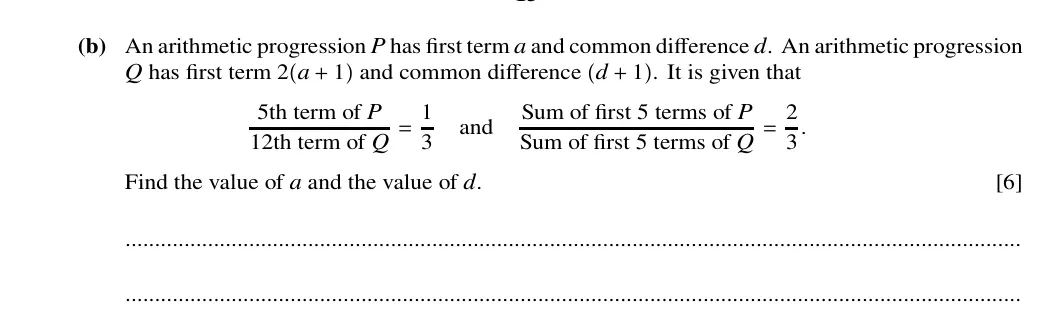 (b) An arithmetic progression P has first term a and common difference d. An arithmetic progression
Q has first term 2(a + 1) and common difference (d + 1). It is given that
5th term of P / 12th term of Q = 1/3 and Sum of first 5 terms of P / Sum of first 5 terms of Q = 2/3.
Find the value of a and the value of d. [6]